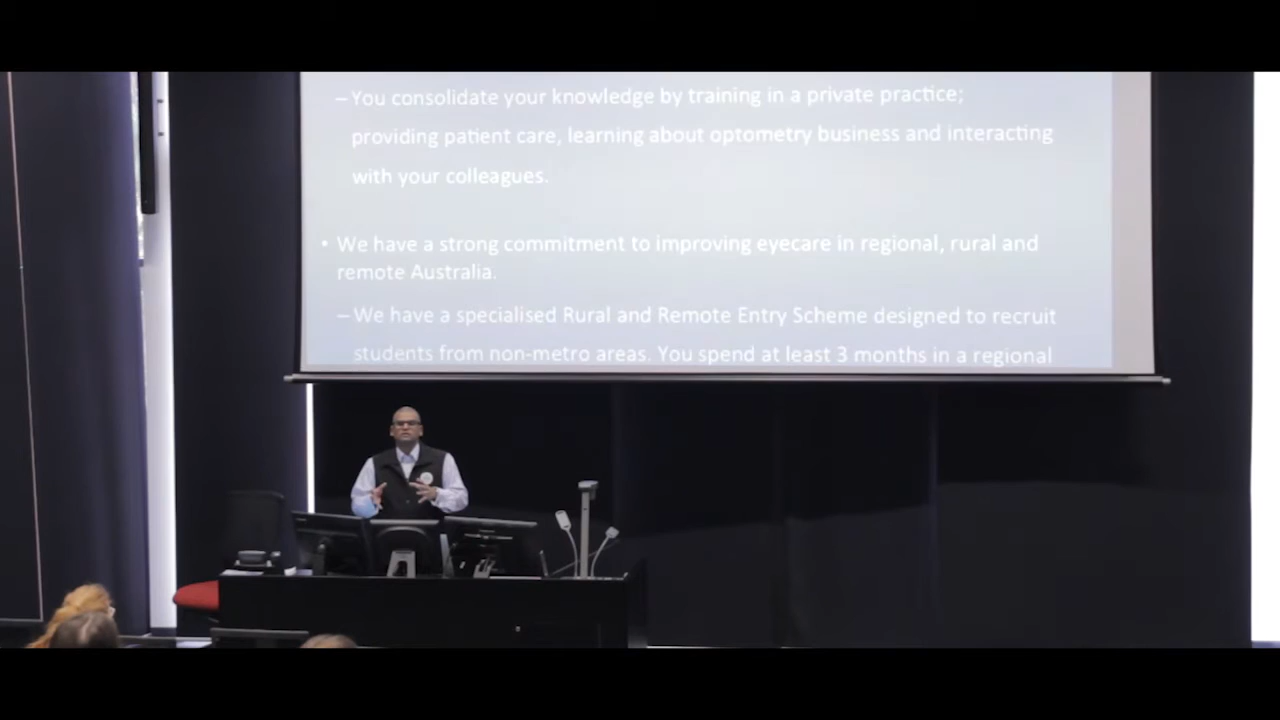 – You consolidate your knowledge by training in a private practice;
providing patient care, learning about optometry business and interacting
with your colleagues.
• We have a strong commitment to improving eyecare in regional, rural and
remote Australia.
– We have a specialised Rural and Remote Entry Scheme designed to recruit
students from non-metro areas. You spend at least 3 months in a regional